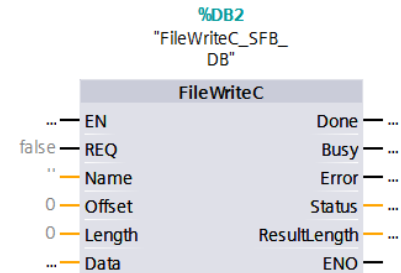 %DB2
"FileWriteC_SFB_
DB"
FileWriteC
... EN Done ...
false REQ Busy ...
'' Name Error ...
0 Offset Status ...
0 Length ResultLength ...
... Data ENO